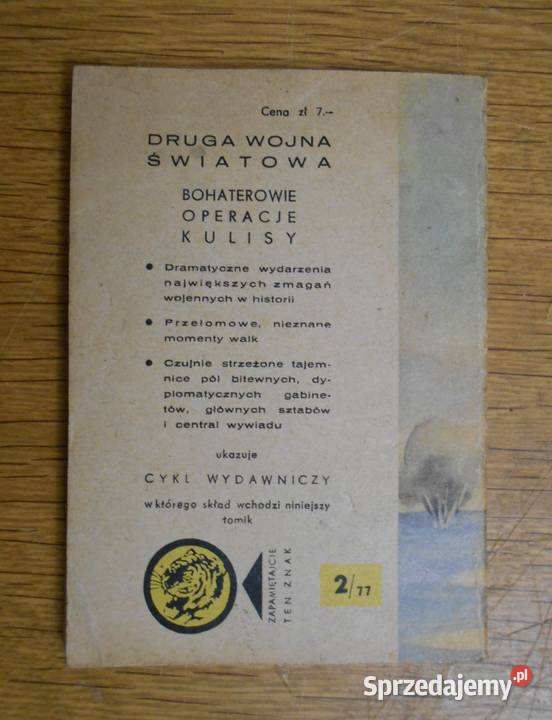 Cena zł 7.–
DRUGA WOJNA
ŚWIATOWA
BOHATEROWIE
OPERACJE
KULISY
● Dramatyczne wydarzenia
największych zmagań
wojennych w historii
● Przełomowe, nieznane
momenty walk
● Czujnie strzeżone tajem-
nice pól bitewnych, dy-
plomatycznych gabine-
tów, głównych sztabów
i central wywiadu
ukazuje
CYKL WYDAWNICZY
w którego skład wchodzi niniejszy
tomik
ZAPAMIĘTAJCIE
TEN ZNAK
2/77
Sprzedajemy.pl